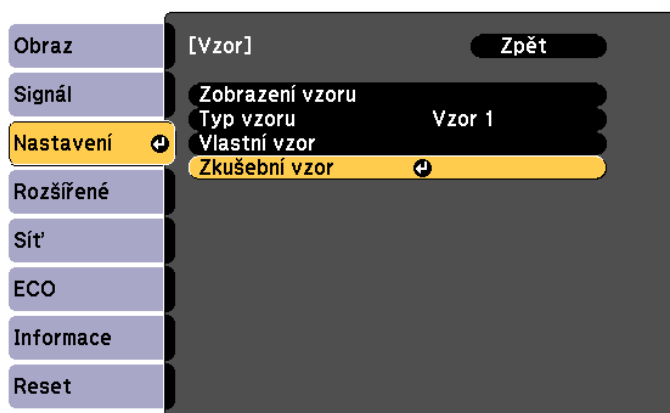 Obraz
Signál
Nastavení
Rozšířené
Síť
ECO
Informace
Reset
[Vzor] Zpět
Zobrazení vzoru
Typ vzoru Vzor 1
Vlastní vzor
Zkušební vzor